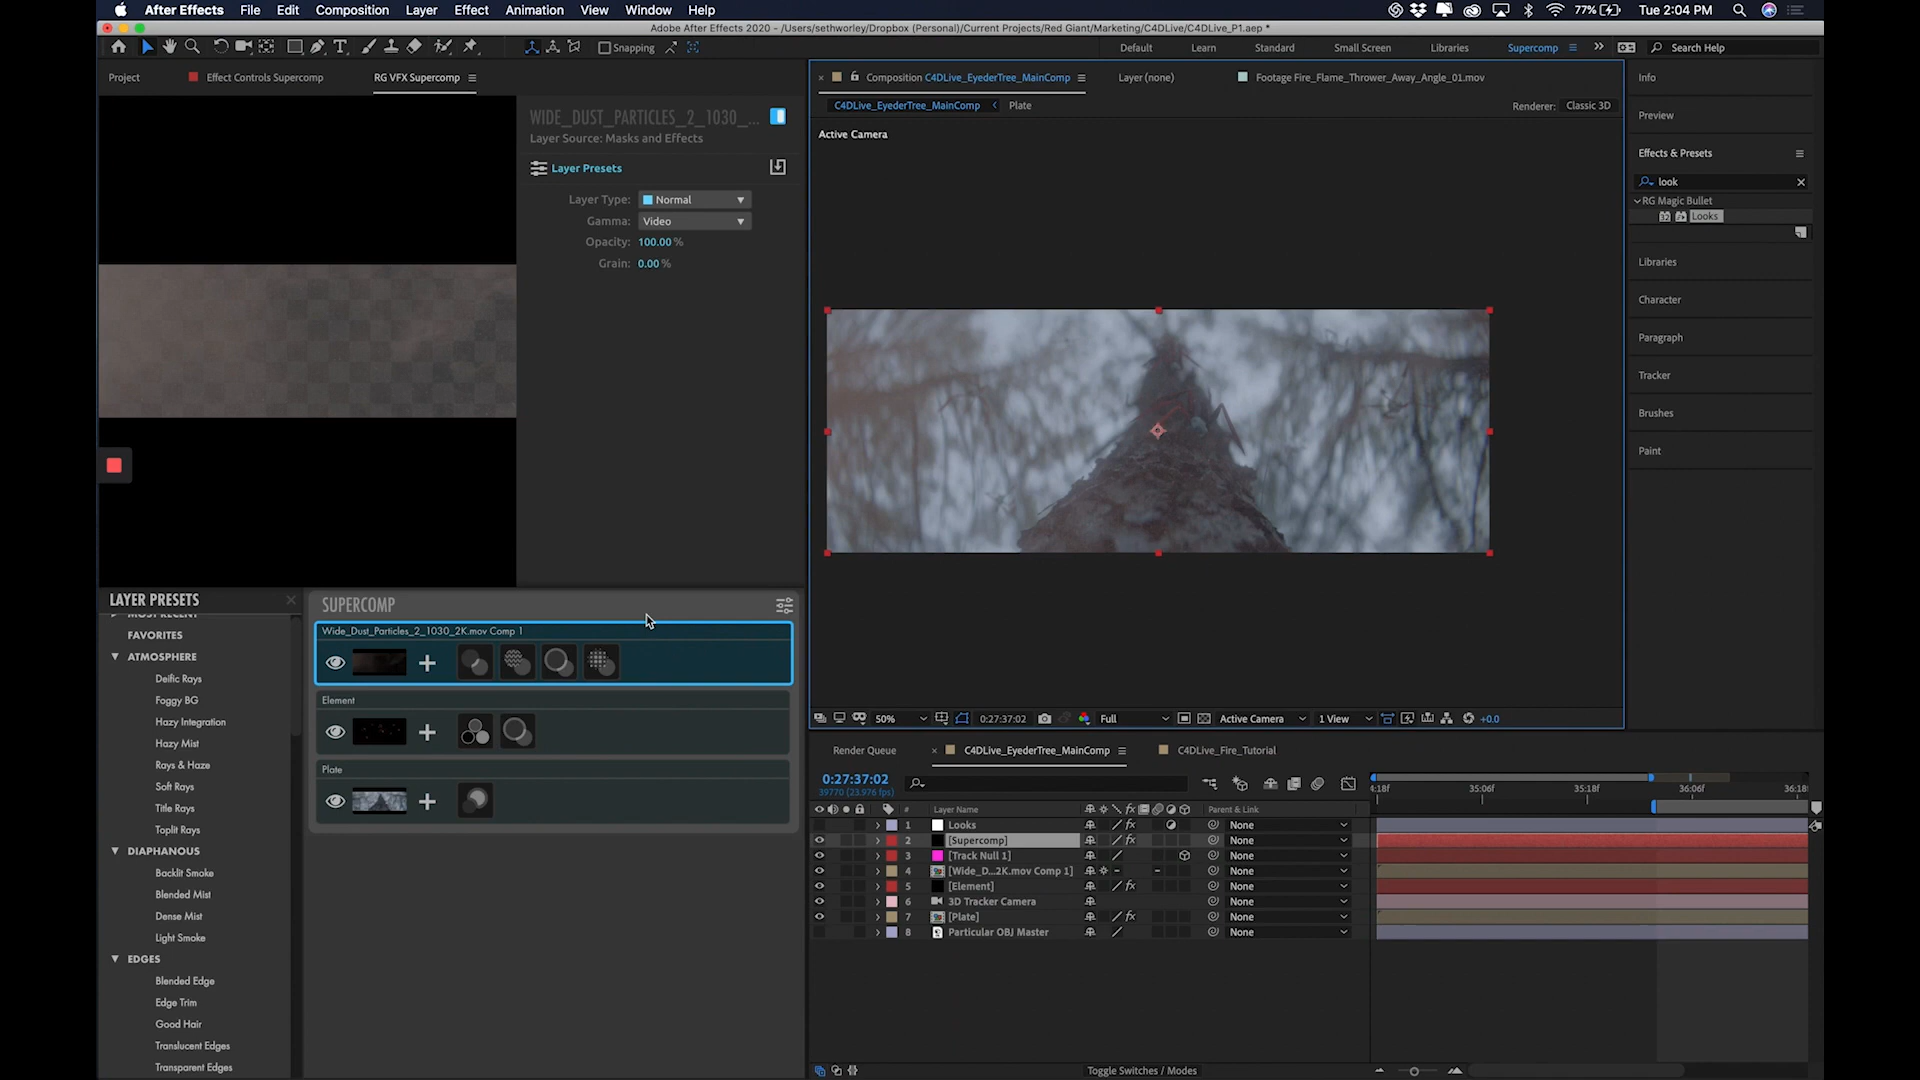 After Effects File Edit Composition Layer Effect Animation View Window Help 77% Tue 2:04 PM
Adobe After Effects 2020 - /Users/sethworley/Dropbox (Personal)/Current Projects/Red Giant/Marketing/C4DLive/C4DLive_P1.aep *
Snapping Default Learn Standard Small Screen Libraries Supercomp Search Help
Project Effect Controls Supercomp RG VFX Supercomp
Composition C4DLive_EyederTree_MainComp Layer (none) Footage Fire_Flame_Thrower_Away_Angle_01.mov
C4DLive_EyederTree_MainComp Plate Renderer: Classic 3D
Active Camera
WIDE_DUST_PARTICLES_2_1030_...
Layer Source: Masks and Effects
Layer Presets
Layer Type: Normal
Gamma: Video
Opacity: 100.00 %
Grain: 0.00 %
Info
Preview
Effects & Presets
look
RG Magic Bullet
32 Looks
Libraries
Character
Paragraph
Tracker
Brushes
Paint
LAYER PRESETS
MOST RECENT
FAVORITES
ATMOSPHERE
Deific Rays
Foggy BG
Hazy Integration
Hazy Mist
Rays & Haze
Soft Rays
Title Rays
Toplit Rays
DIAPHANOUS
Backlit Smoke
Blended Mist
Dense Mist
Light Smoke
EDGES
Blended Edge
Edge Trim
Good Hair
Translucent Edges
Transparent Edges
SUPERCOMP
Wide_Dust_Particles_2_1030_2K.mov Comp 1
Element
Plate
50% 0:27:37:02 Full Active Camera 1 View +0.0
Render Queue C4DLive_EyederTree_MainComp C4DLive_Fire_Tutorial
0:27:37:02
39770 (23.976 fps)
# Layer Name Parent & Link
1 Looks None
2 [Supercomp] None
3 [Track Null 1] None
4 [Wide_D...2K.mov Comp 1] None
5 [Element] None
6 3D Tracker Camera None
7 [Plate] None
8 Particular OBJ Master None
4:18f 35:06f 35:18f 36:06f 36:18f
Toggle Switches / Modes